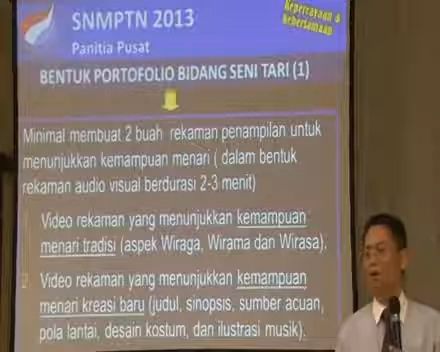 SNMPTN 2013
Kepercayaan &
Kebersamaan
Panitia Pusat
BENTUK PORTOFOLIO BIDANG SENI TARI (1)
Minimal membuat 2 buah rekaman penampilan untuk
menunjukkan kemampuan menari ( dalam bentuk
rekaman audio visual berdurasi 2-3 menit)
1. Video rekaman yang menunjukkan kemampuan
menari tradisi (aspek Wiraga, Wirama dan Wirasa).
2. Video rekaman yang menunjukkan kemampuan
menari kreasi baru (judul, sinopsis, sumber acuan,
pola lantai, desain kostum, dan ilustrasi musik).